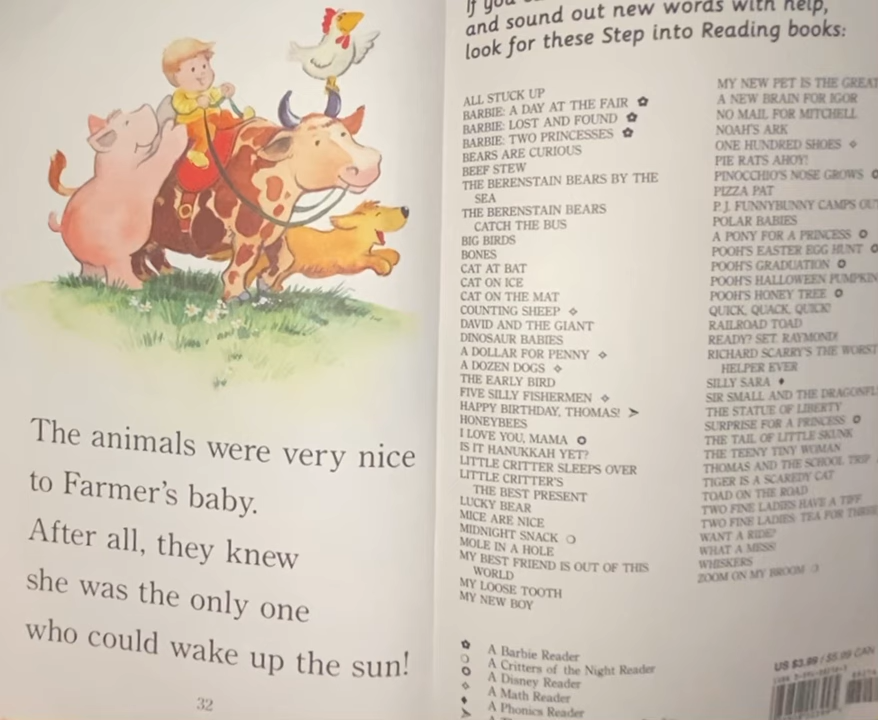 The animals were very nice
to Farmer's baby.
After all, they knew
she was the only one
who could wake up the sun!
32
If you
and sound out new words with help,
look for these Step into Reading books:
ALL STUCK UP
BARBIE: A DAY AT THE FAIR ✿
BARBIE: LOST AND FOUND ✿
BARBIE: TWO PRINCESSES ✿
BEARS ARE CURIOUS
BEEF STEW
THE BERENSTAIN BEARS BY THE
SEA
THE BERENSTAIN BEARS
CATCH THE BUS
BIG BIRDS
BONES
CAT AT BAT
CAT ON ICE
CAT ON THE MAT
COUNTING SHEEP ❖
DAVID AND THE GIANT
DINOSAUR BABIES
A DOLLAR FOR PENNY ❖
A DOZEN DOGS ❖
THE EARLY BIRD
FIVE SILLY FISHERMEN ❖
HAPPY BIRTHDAY, THOMAS! ➤
HONEYBEES
I LOVE YOU, MAMA ✪
IS IT HANUKKAH YET?
LITTLE CRITTER SLEEPS OVER
LITTLE CRITTER'S
THE BEST PRESENT
LUCKY BEAR
MICE ARE NICE
MIDNIGHT SNACK ❍
MOLE IN A HOLE
MY BEST FRIEND IS OUT OF THIS
WORLD
MY LOOSE TOOTH
MY NEW BOY
MY NEW PET IS THE GREAT
A NEW BRAIN FOR IGOR
NO MAIL FOR MITCHELL
NOAH'S ARK
ONE HUNDRED SHOES ❖
PIE RATS AHOY!
PINOCCHIO'S NOSE GROWS ✪
PIZZA PAT
P.J. FUNNYBUNNY CAMPS OUT
POLAR BABIES
A PONY FOR A PRINCESS ✪
POOH'S EASTER EGG HUNT ✪
POOH'S GRADUATION ✪
POOH'S HALLOWEEN PUMPKIN
POOH'S HONEY TREE ✪
QUICK, QUACK, QUICK!
RAILROAD TOAD
READY? SET. RAYMOND!
RICHARD SCARRY'S THE WORST
HELPER EVER
SILLY SARA ♦
SIR SMALL AND THE DRAGONFL
THE STATUE OF LIBERTY
SURPRISE FOR A PRINCESS ✪
THE TAIL OF LITTLE SKUNK
THE TEENY TINY WOMAN
THOMAS AND THE SCHOOL TRIP
TIGER IS A SCAREDY CAT
TOAD ON THE ROAD
TWO FINE LADIES HAVE A TIFF
TWO FINE LADIES: TEA FOR THREE
WANT A RIDE?
WHAT A MESS!
WHISKERS
ZOOM ON MY BROOM ❍
✿ A Barbie Reader
❍ A Critters of the Night Reader
✪ A Disney Reader
❖ A Math Reader
♦ A Phonics Reader
➤
US $3.99 / $5.99 CAN